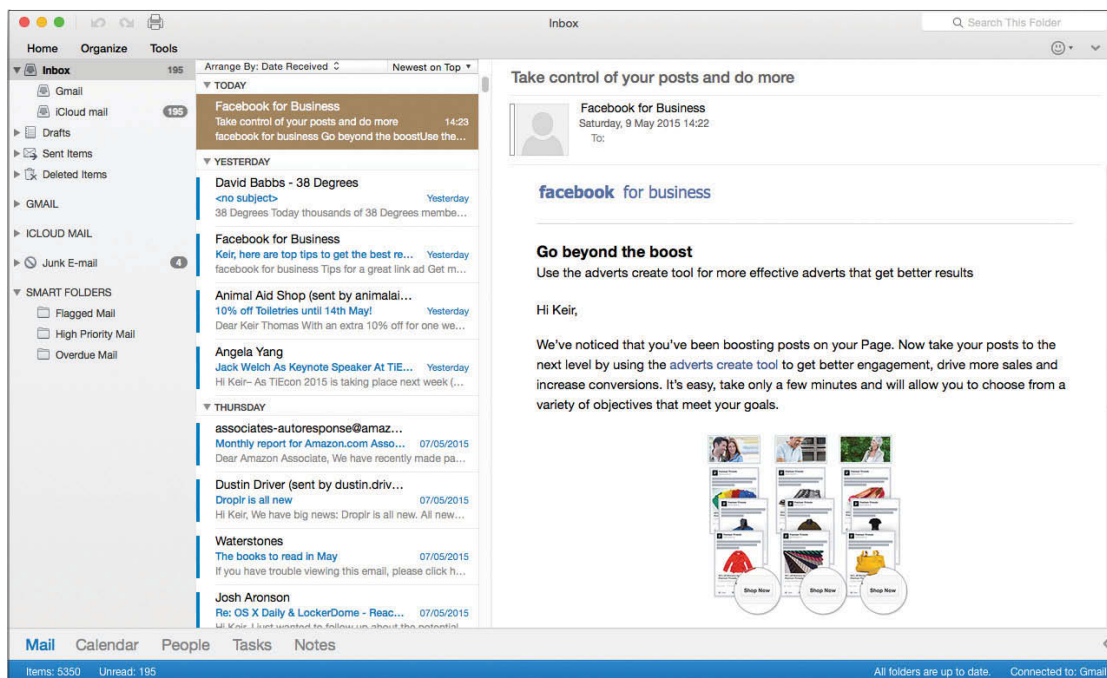 Inbox
Search This Folder
Home Organize Tools
Inbox 195
Gmail
iCloud mail 195
Drafts
Sent Items
Deleted Items
GMAIL
ICLOUD MAIL
Junk E-mail 4
SMART FOLDERS
Flagged Mail
High Priority Mail
Overdue Mail
Arrange By: Date Received Newest on Top
TODAY
Facebook for Business
Take control of your posts and do more 14:23
facebook for business Go beyond the boostUse the...
YESTERDAY
David Babbs - 38 Degrees
<no subject> Yesterday
38 Degrees Today thousands of 38 Degrees membe...
Facebook for Business
Keir, here are top tips to get the best re... Yesterday
facebook for business Tips for a great link ad Get m...
Animal Aid Shop (sent by animalai...
10% off Toiletries until 14th May! Yesterday
Dear Keir Thomas With an extra 10% off for one we...
Angela Yang
Jack Welch As Keynote Speaker At TiE... Yesterday
Hi Keir– As TiEcon 2015 is taking place next week (...
THURSDAY
associates-autoresponse@amaz...
Monthly report for Amazon.com Asso... 07/05/2015
Dear Amazon Associate, We have recently made pa...
Dustin Driver (sent by dustin.driv...
Droplr is all new 07/05/2015
Hi Keir, We have big news: Droplr is all new. All new...
Waterstones
The books to read in May 07/05/2015
If you have trouble viewing this email, please click h...
Josh Aronson
Re: OS X Daily & LockerDome - Reac... 07/05/2015
Hi Keir, I just wanted to follow up about the potential
Take control of your posts and do more
Facebook for Business
Saturday, 9 May 2015 14:22
To:
facebook for business
Go beyond the boost
Use the adverts create tool for more effective adverts that get better results
Hi Keir,
We've noticed that you've been boosting posts on your Page. Now take your posts to the
next level by using the adverts create tool to get better engagement, drive more sales and
increase conversions. It's easy, take only a few minutes and will allow you to choose from a
variety of objectives that meet your goals.
Shop Now Shop Now Shop Now
Mail Calendar People Tasks Notes
Items: 5350 Unread: 195 All folders are up to date. Connected to: Gmail